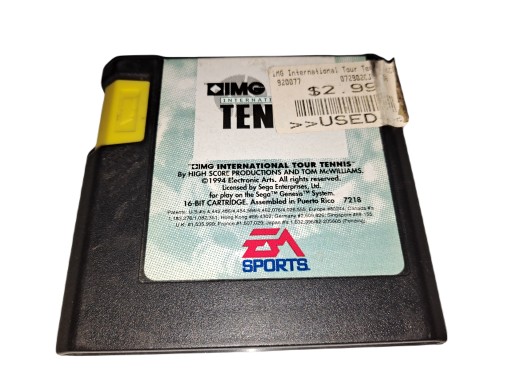 IMG
INTERNATI
TEN
IMG International Tour Te
920077
$2.99
>>USED
IMG INTERNATIONAL TOUR TENNIS™
By HIGH SCORE PRODUCTIONS AND TOM McWILLIAMS.
©1994 Electronic Arts. All rights reserved.
Licensed by Sega Enterprises, Ltd.
for play on the Sega™ Genesis™ System.
16-BIT CARTRIDGE. Assembled in Puerto Rico 7218
EA
SPORTS